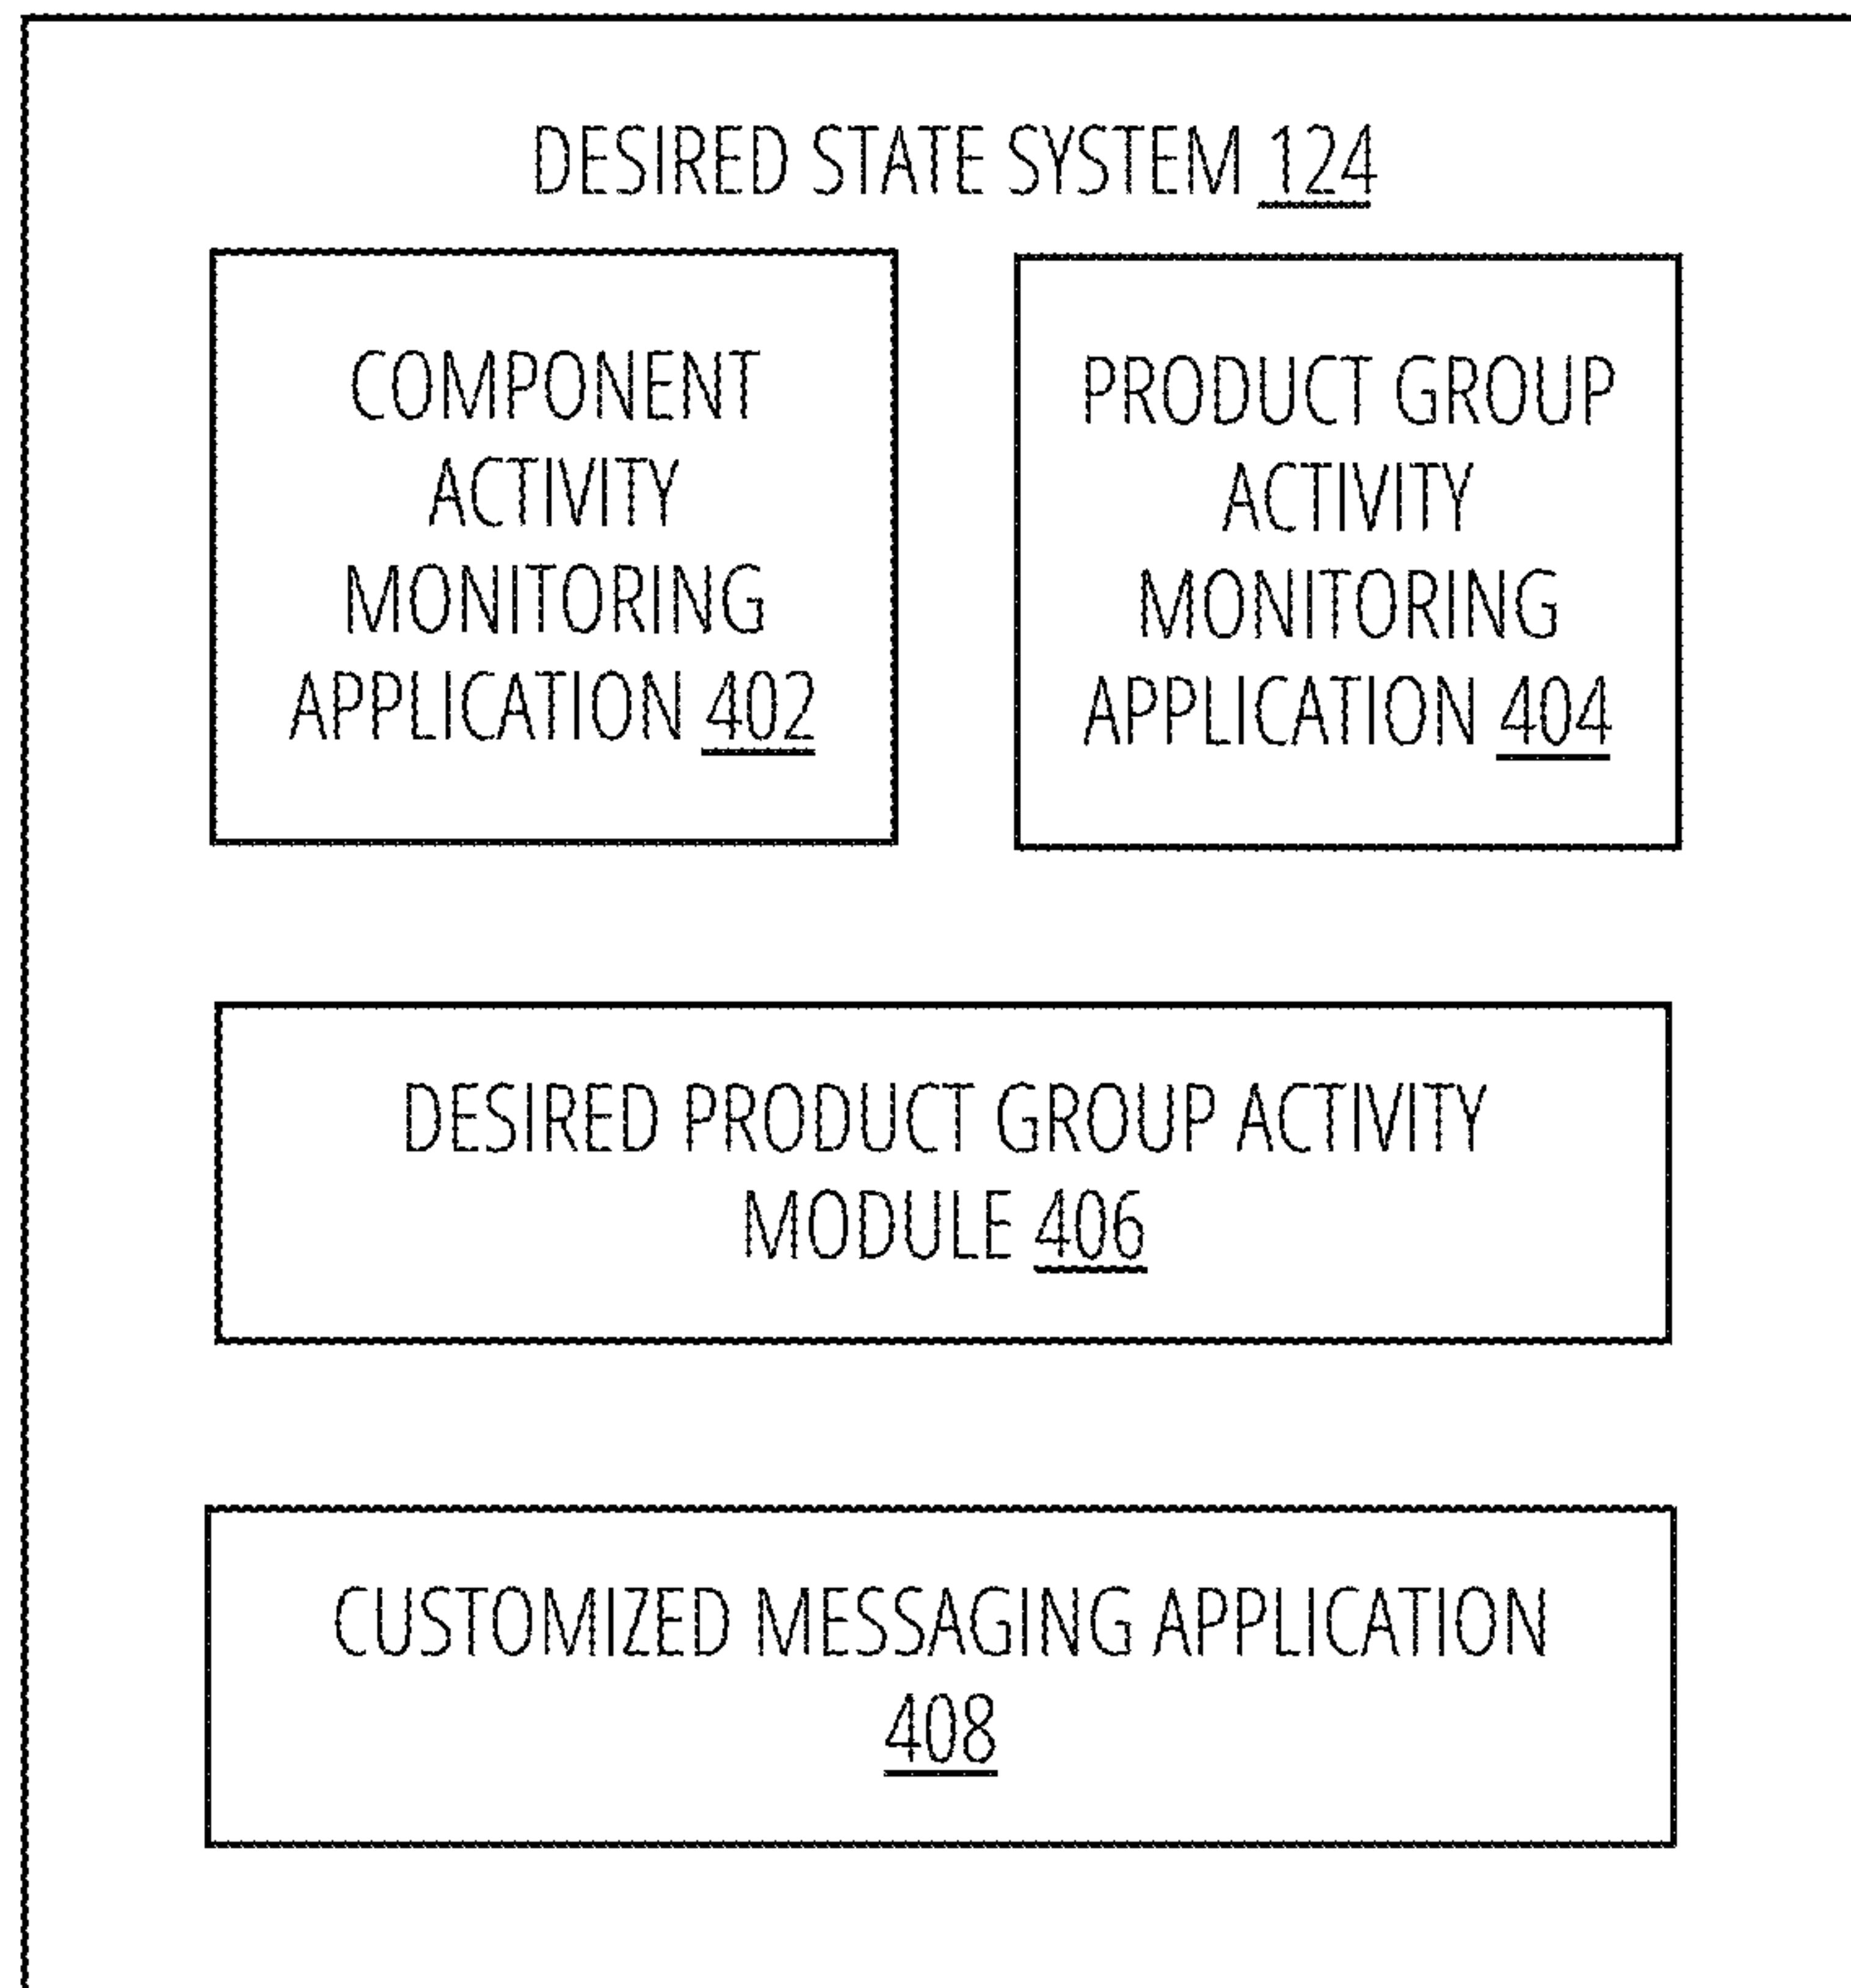 DESIRED STATE SYSTEM 124
COMPONENT
ACTIVITY
MONITORING
APPLICATION 402
PRODUCT GROUP
ACTIVITY
MONITORING
APPLICATION 404
DESIRED PRODUCT GROUP ACTIVITY
MODULE 406
CUSTOMIZED MESSAGING APPLICATION
408